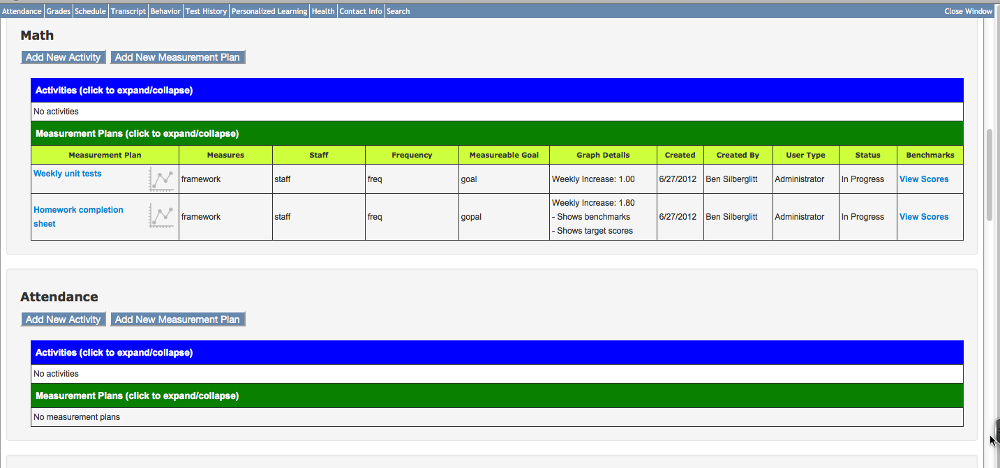 Attendance Grades Schedule Transcript Behavior Test History Personalized Learning Health Contact Info Search Close Window
Math
Add New Activity Add New Measurement Plan
Activities (click to expand/collapse)
No activities
Measurement Plans (click to expand/collapse)
Measurement Plan Measures Staff Frequency Measureable Goal Graph Details Created Created By User Type Status Benchmarks
Weekly unit tests framework staff freq goal Weekly Increase: 1.00 6/27/2012 Ben Silberglitt Administrator In Progress View Scores
Homework completion sheet framework staff freq gopal Weekly Increase: 1.80 6/27/2012 Ben Silberglitt Administrator In Progress View Scores
- Shows benchmarks
- Shows target scores
Attendance
Add New Activity Add New Measurement Plan
Activities (click to expand/collapse)
No activities
Measurement Plans (click to expand/collapse)
No measurement plans